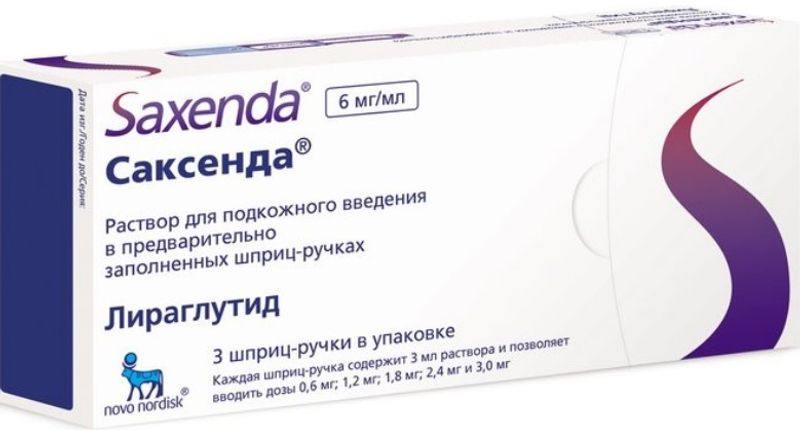 Saxenda®
6 мг/мл
Саксенда®
Раствор для подкожного введения
в предварительно
заполненных шприц-ручках
Лираглутид
3 шприц-ручки в упаковке
Каждая шприц-ручка содержит 3 мл раствора и позволяет
вводить дозы 0,6 мг; 1,2 мг; 1,8 мг; 2,4 мг и 3,0 мг
novo nordisk®
Дата изг./Годен до/Серия:
Saxenda
Саксенда